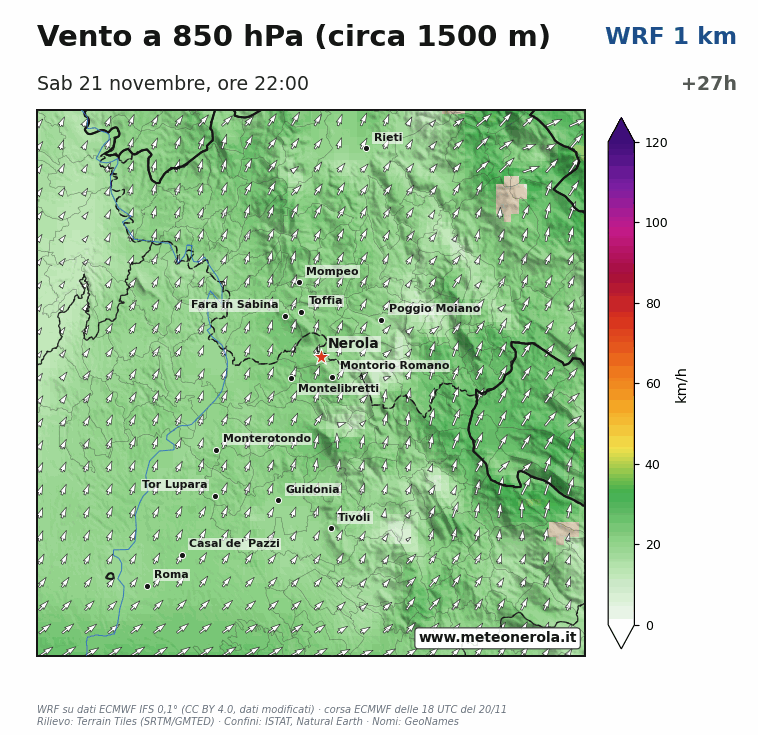 Vento a 850 hPa (circa 1500 m)
WRF 1 km
Sab 21 novembre, ore 22:00
+27h
Rieti
Mompeo
Fara in Sabina
Toffia
Poggio Moiano
Nerola
Montorio Romano
Montelibretti
Monterotondo
Tor Lupara
Guidonia
Tivoli
Casal de' Pazzi
Roma
www.meteonerola.it
120
100
80
60
40
20
0
km/h
WRF su dati ECMWF IFS 0,1° (CC BY 4.0, dati modificati) · corsa ECMWF delle 18 UTC del 20/11
Rilievo: Terrain Tiles (SRTM/GMTED) · Confini: ISTAT, Natural Earth · Nomi: GeoNames